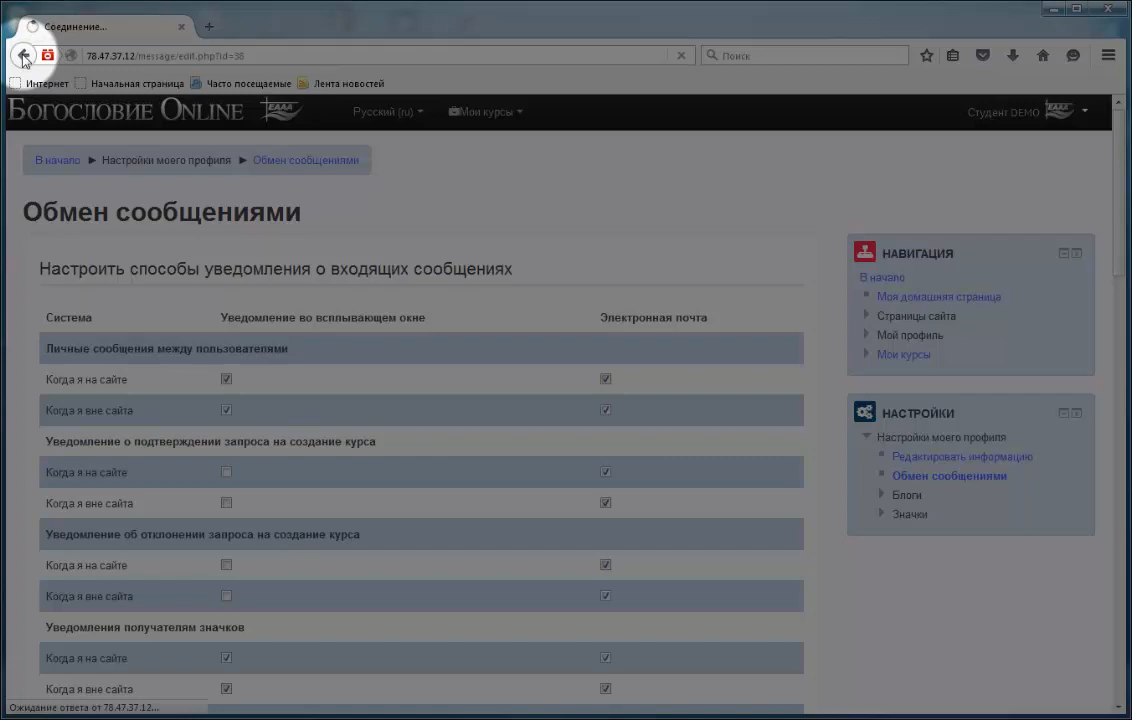 Соединение...
78.47.37.12/message/edit.php?id=38
Поиск
Интернет Начальная страница Часто посещаемые Лента новостей
БОГОСЛОВИЕ ONLINE ЕААА Русский (ru) Мои курсы Студент DEMO ЕААА
В начало ► Настройки моего профиля ► Обмен сообщениями
Обмен сообщениями
Настроить способы уведомления о входящих сообщениях
Система Уведомление во всплывающем окне Электронная почта
Личные сообщения между пользователями
Когда я на сайте
Когда я вне сайта
Уведомление о подтверждении запроса на создание курса
Когда я на сайте
Когда я вне сайта
Уведомление об отклонении запроса на создание курса
Когда я на сайте
Когда я вне сайта
Уведомления получателям значков
Когда я на сайте
Когда я вне сайта
НАВИГАЦИЯ
В начало
Моя домашняя страница
Страницы сайта
Мой профиль
Мои курсы
НАСТРОЙКИ
Настройки моего профиля
Редактировать информацию
Обмен сообщениями
Блоги
Значки
Ожидание ответа от 78.47.37.12...